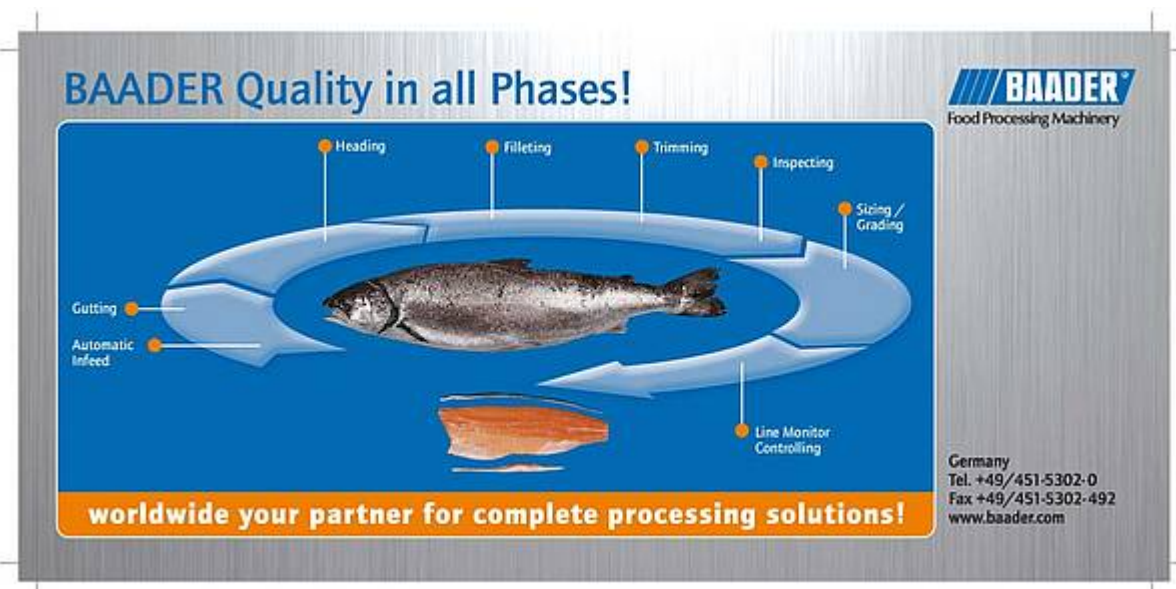 BAADER Quality in all Phases!
BAADER®
Food Processing Machinery
Heading
Filleting
Trimming
Inspecting
Sizing /
Grading
Gutting
Automatic
Infeed
Line Monitor
Controlling
worldwide your partner for complete processing solutions!
Germany
Tel. +49/451-5302-0
Fax +49/451-5302-492
www.baader.com